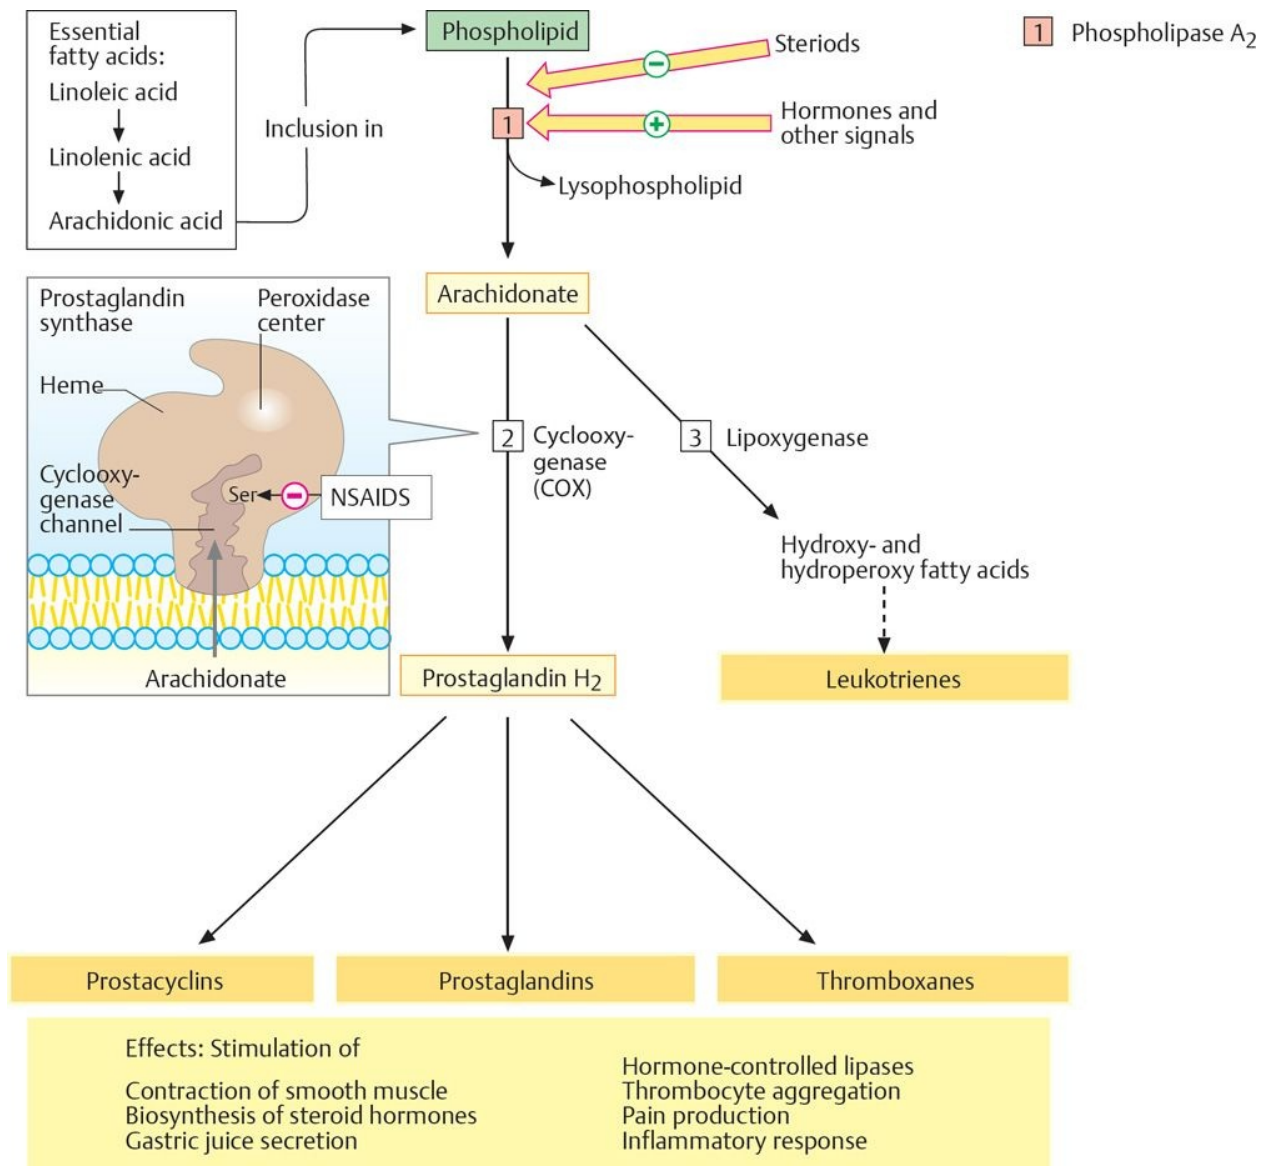 Essential
fatty acids:
Linoleic acid
Linolenic acid
Arachidonic acid
Inclusion in
Phospholipid
Steriods
1 Phospholipase A2
1
Hormones and
other signals
Lysophospholipid
Arachidonate
Prostaglandin
synthase
Peroxidase
center
Heme
Cyclooxy-
genase
channel
Ser
NSAIDS
Arachidonate
2 Cyclooxy-
genase
(COX)
3 Lipoxygenase
Hydroxy- and
hydroperoxy fatty acids
Prostaglandin H2
Leukotrienes
Prostacyclins
Prostaglandins
Thromboxanes
Effects: Stimulation of
Contraction of smooth muscle
Biosynthesis of steroid hormones
Gastric juice secretion
Hormone-controlled lipases
Thrombocyte aggregation
Pain production
Inflammatory response